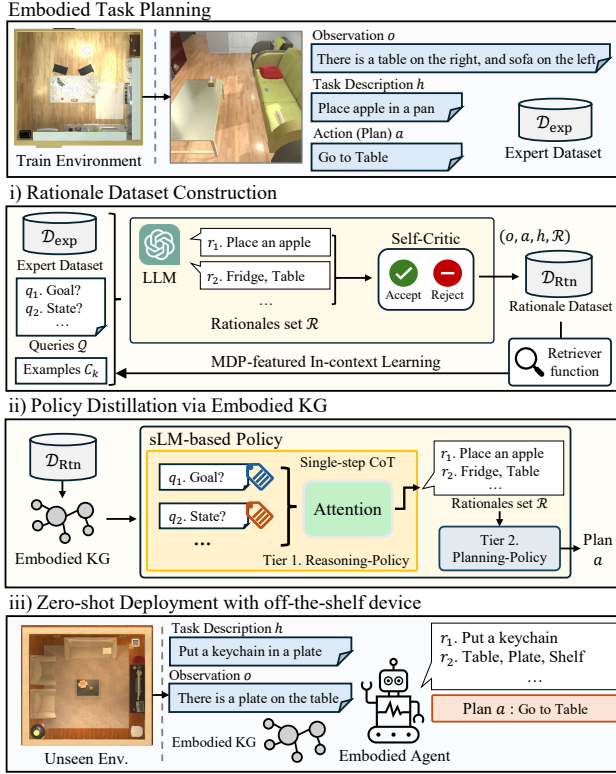 Embodied Task Planning
Train Environment
Observation o
There is a table on the right, and sofa on the left
Task Description h
Place apple in a pan
Action (Plan) a
Go to Table
𝒟exp
Expert Dataset
i) Rationale Dataset Construction
𝒟exp
Expert Dataset
q₁. Goal?
q₂. State?
...
Queries 𝒬
Examples 𝐶ₖ
LLM
r₁. Place an apple
r₂. Fridge, Table
...
Rationales set ℛ
Self-Critic
Accept
Reject
(o, a, h, ℛ)
𝒟Rtn
Rationale Dataset
Retriever
function
MDP-featured In-context Learning
ii) Policy Distillation via Embodied KG
𝒟Rtn
Embodied KG
sLM-based Policy
q₁. Goal?
q₂. State?
...
Single-step CoT
Attention
Tier 1. Reasoning-Policy
r₁. Place an apple
r₂. Fridge, Table
...
Rationales set ℛ
Tier 2.
Planning-Policy
Plan
a
iii) Zero-shot Deployment with off-the-shelf device
Unseen Env.
Task Description h
Put a keychain in a plate
Observation o
There is a plate on the table
Embodied KG
Embodied Agent
r₁. Put a keychain
r₂. Table, Plate, Shelf
...
Plan a : Go to Table